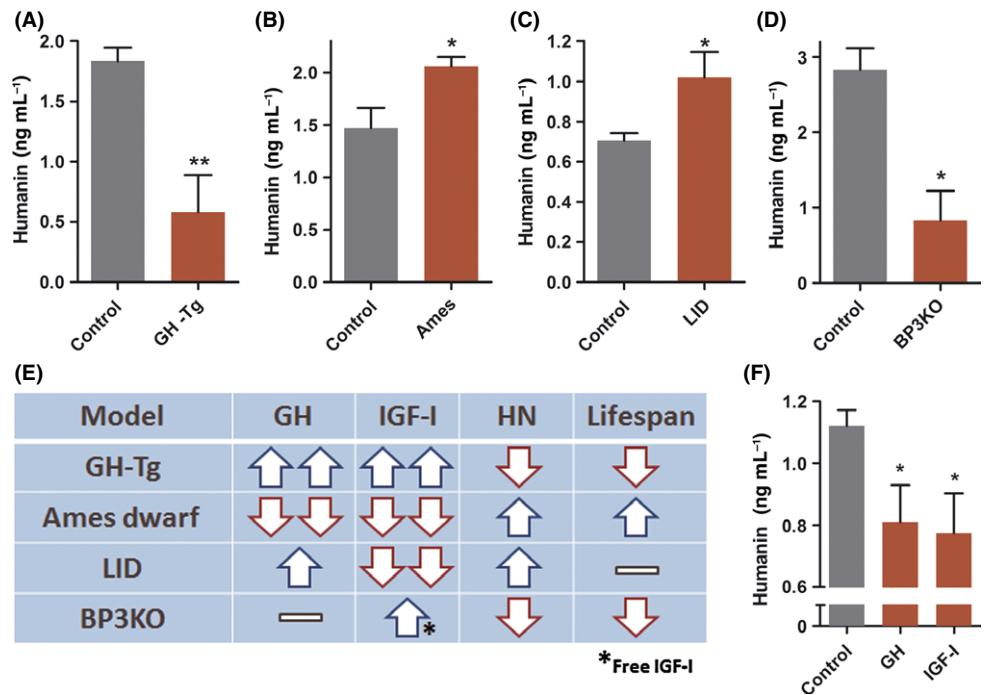 (A)
Humanin (ng mL⁻¹)
2.0
1.5
1.0
0.5
0.0
**
Control
GH -Tg
(B)
Humanin (ng mL⁻¹)
2.0
1.5
1.0
0.5
0.0
*
Control
Ames
(C)
Humanin (ng mL⁻¹)
1.2
1.0
0.8
0.6
0.4
0.2
0.0
*
Control
LID
(D)
Humanin (ng mL⁻¹)
3
2
1
0
*
Control
BP3KO
(E)
Model GH IGF-I HN Lifespan
GH-Tg
Ames dwarf
LID
BP3KO *
*Free IGF-I
(F)
Humanin (ng mL⁻¹)
1.2
1.0
0.8
0.6
0
* *
Control
GH
IGF-I